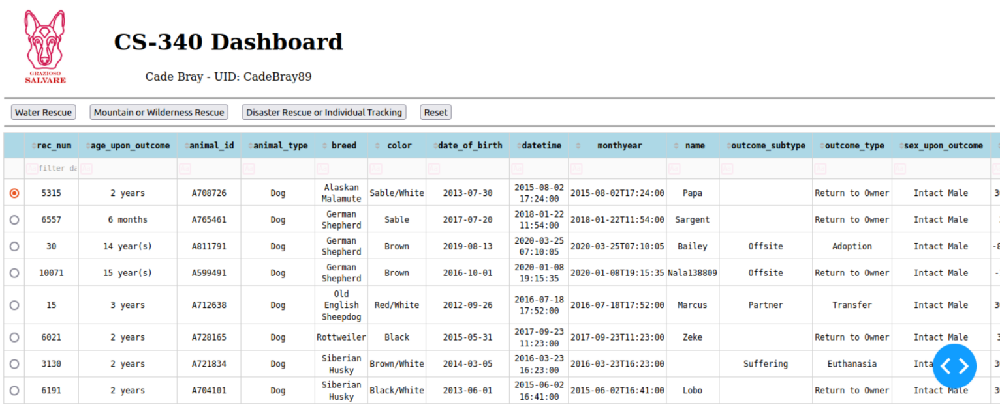 GRAZIOSO
SALVARE
CS-340 Dashboard
Cade Bray - UID: CadeBray89
Water Rescue Mountain or Wilderness Rescue Disaster Rescue or Individual Tracking Reset
rec_num age_upon_outcome animal_id animal_type breed color date_of_birth datetime monthyear name outcome_subtype outcome_type sex_upon_outcome
filter da Aa Aa Aa Aa Aa Aa Aa Aa Aa Aa Aa Aa
5315 2 years A708726 Dog Alaskan Malamute Sable/White 2013-07-30 2015-08-02 17:24:00 2015-08-02T17:24:00 Papa Return to Owner Intact Male
6557 6 months A765461 Dog German Shepherd Sable 2017-07-20 2018-01-22 11:54:00 2018-01-22T11:54:00 Sargent Return to Owner Intact Male
30 14 year(s) A811791 Dog German Shepherd Brown 2019-08-13 2020-03-25 07:10:05 2020-03-25T07:10:05 Bailey Offsite Adoption Intact Male -8
10071 15 year(s) A599491 Dog German Shepherd Brown 2016-10-01 2020-01-08 19:15:35 2020-01-08T19:15:35 Nala138809 Offsite Return to Owner Intact Male -
15 3 years A712638 Dog Old English Sheepdog Red/White 2012-09-26 2016-07-18 17:52:00 2016-07-18T17:52:00 Marcus Partner Transfer Intact Male
6021 2 years A728165 Dog Rottweiler Black 2015-05-31 2017-09-23 11:23:00 2017-09-23T11:23:00 Zeke Return to Owner Intact Male
3130 2 years A721834 Dog Siberian Husky Brown/White 2014-03-05 2016-03-23 16:23:00 2016-03-23T16:23:00 Suffering Euthanasia Inta
6191 2 years A704101 Dog Siberian Husky Black/White 2013-06-01 2015-06-02 16:41:00 2015-06-02T16:41:00 Lobo Return to Owner Intact Male